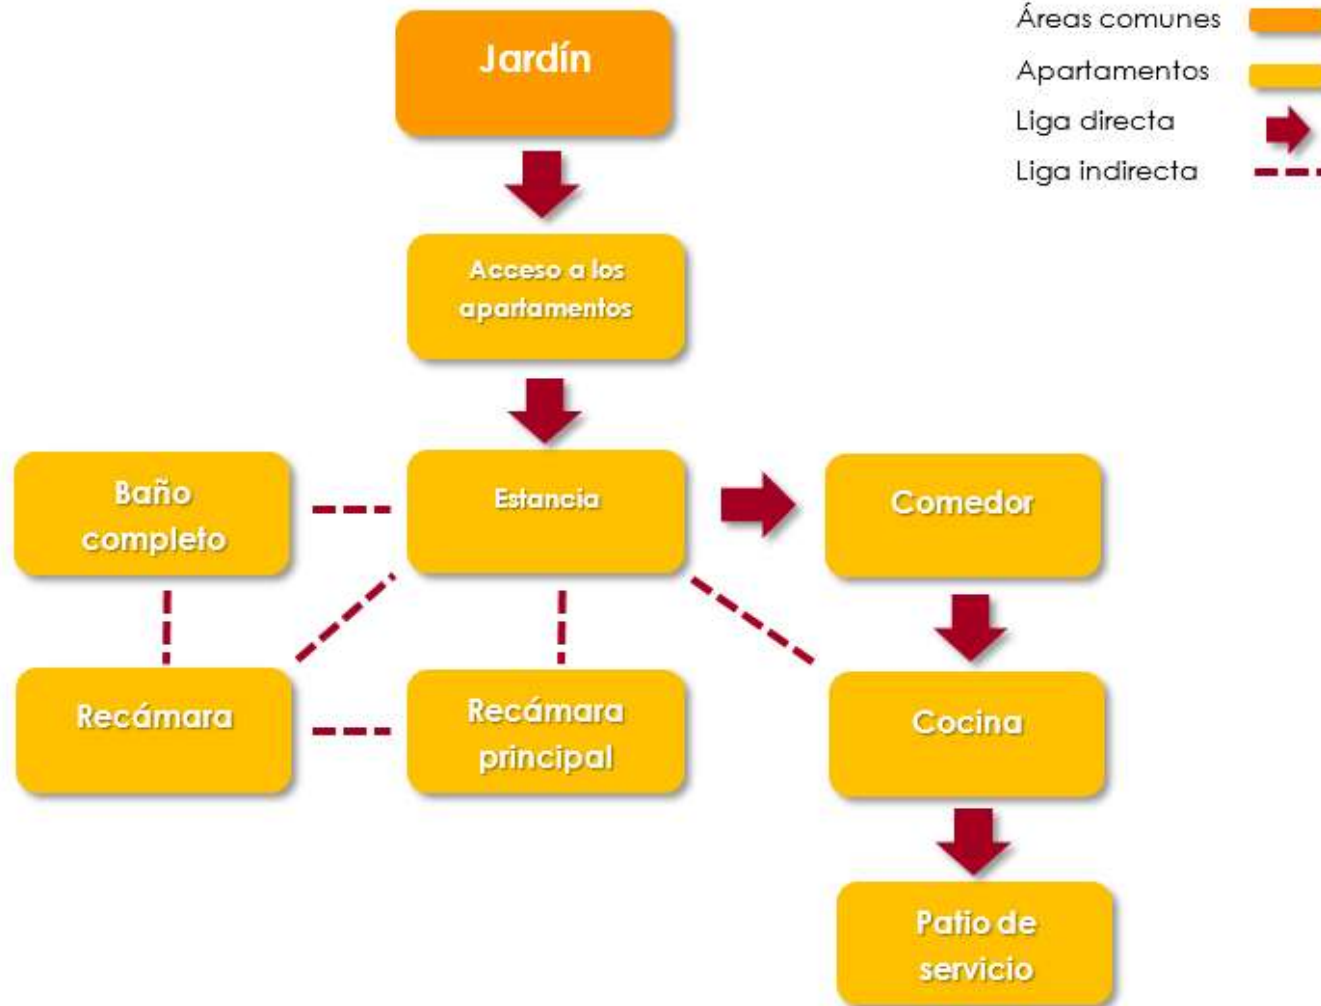 Áreas comunes
Apartamentos
Liga directa
Liga indirecta
Jardín
Acceso a los
apartamentos
Baño
completo
Estancia
Comedor
Recámara
Recámara
principal
Cocina
Patio de
servicio